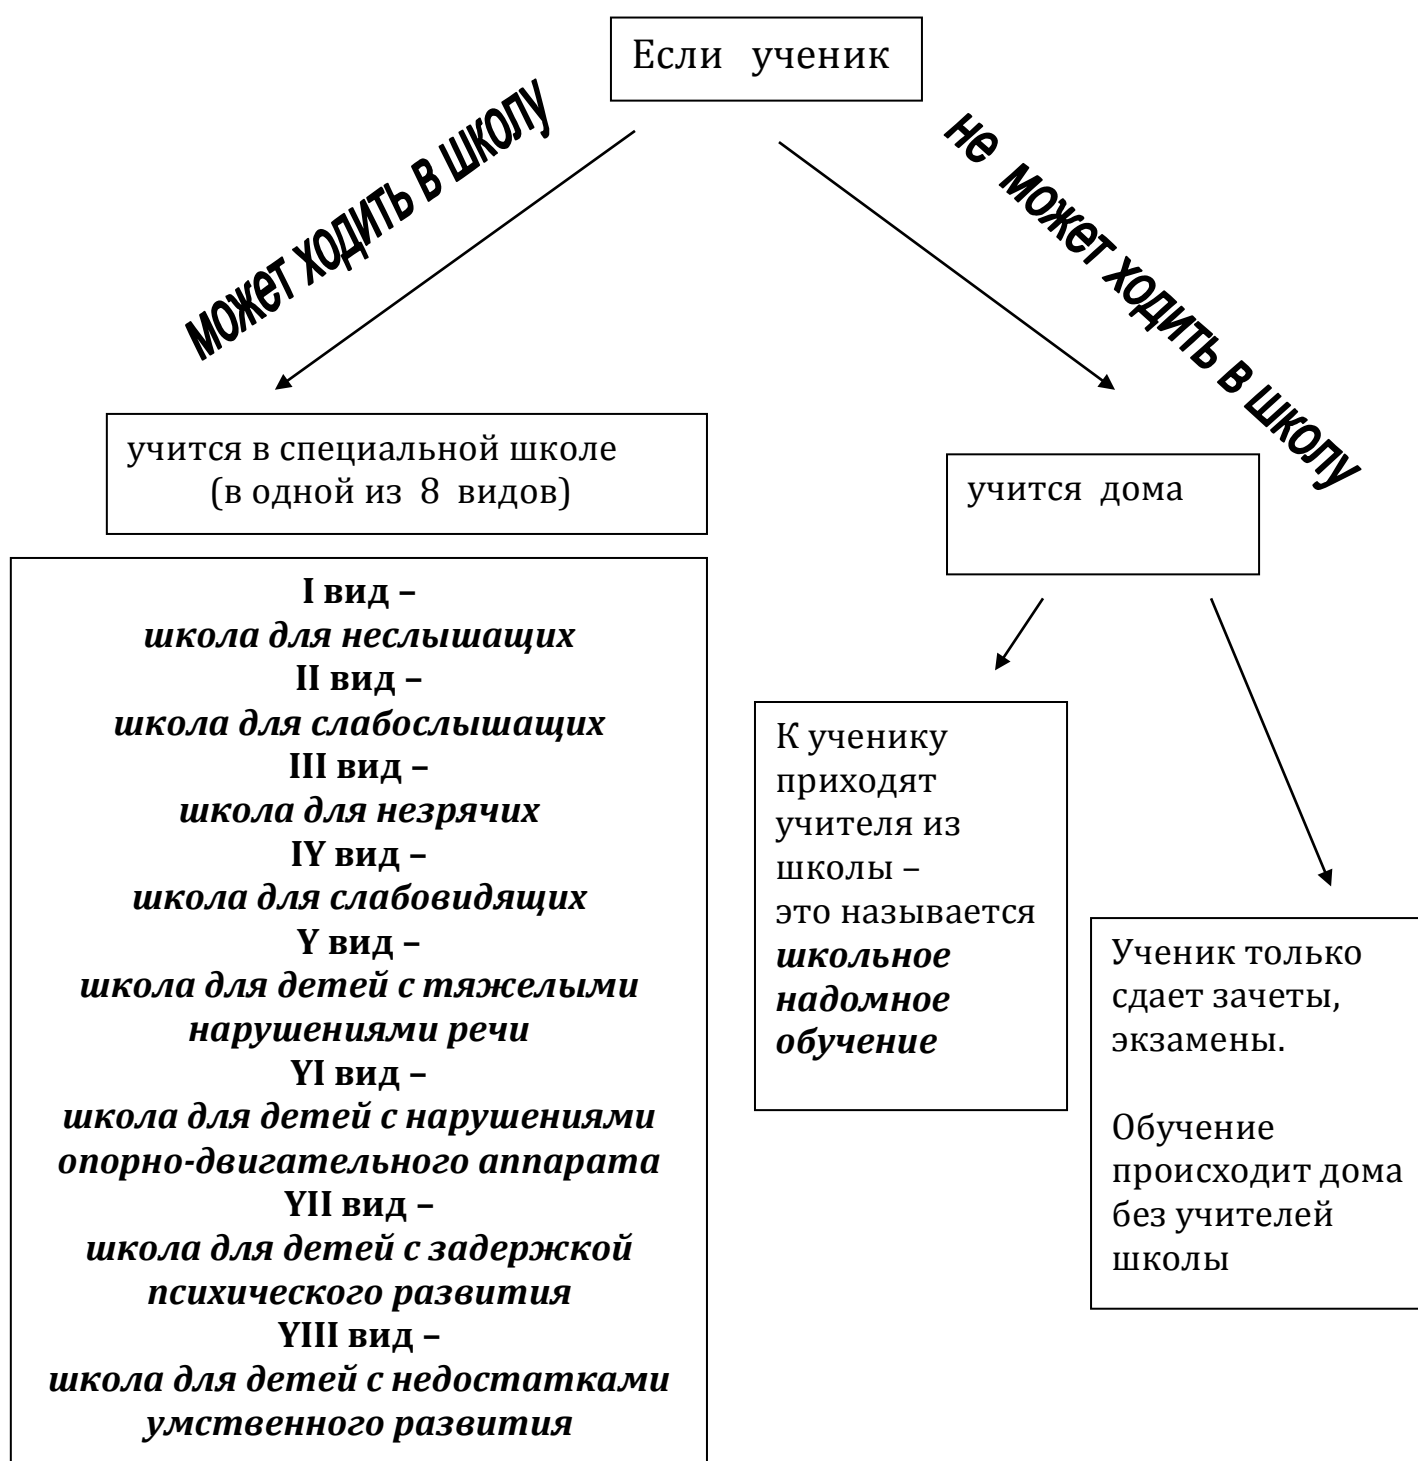 Если ученик
может ходить в школу
не может ходить в школу
учится в специальной школе
(в одной из 8 видов)
I вид –
школа для неслышащих
II вид –
школа для слабослышащих
III вид –
школа для незрячих
IY вид –
школа для слабовидящих
Y вид –
школа для детей с тяжелыми
нарушениями речи
YI вид –
школа для детей с нарушениями
опорно-двигательного аппарата
YII вид –
школа для детей с задержкой
психического развития
YIII вид –
школа для детей с недостатками
умственного развития
учится дома
К ученику
приходят
учителя из
школы –
это называется
школьное
надомное
обучение
Ученик только
сдает зачеты,
экзамены.
Обучение
происходит дома
без учителей
школы